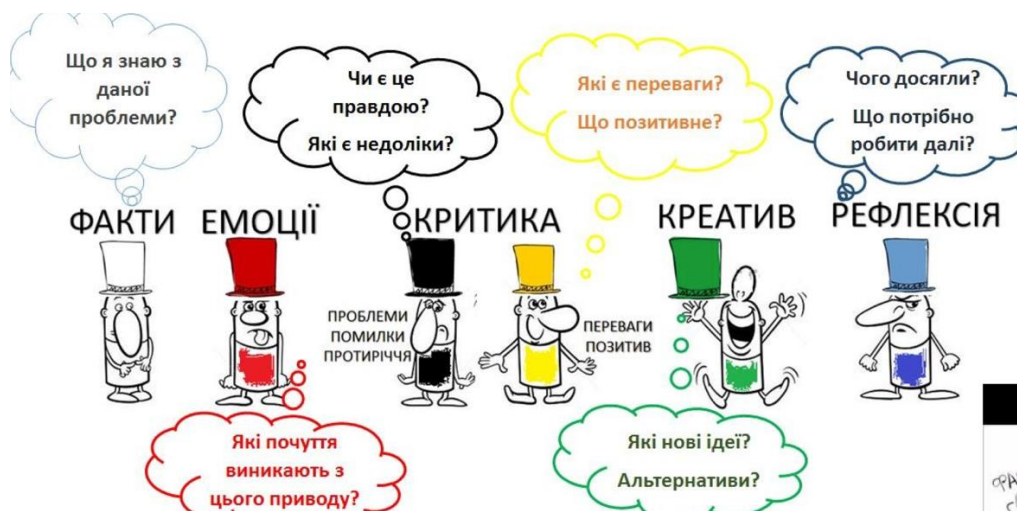 Що я знаю з
даної
проблеми?
Чи є це
правдою?
Які є недоліки?
Які є переваги?
Що позитивне?
Чого досягли?
Що потрібно
робити далі?
ФАКТИ
ЕМОЦІЇ
КРИТИКА
КРЕАТИВ
РЕФЛЕКСІЯ
ПРОБЛЕМИ
ПОМИЛКИ
ПРОТИРІЧЧЯ
ПЕРЕВАГИ
ПОЗИТИВ
Які почуття
виникають з
цього приводу?
Які нові ідеї?
Альтернативи?